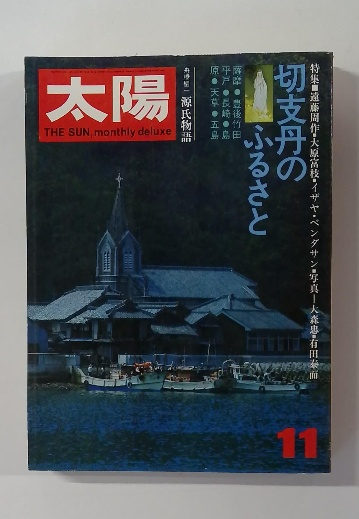 特集■遠藤周作・大原富枝・イザヤ・ベンダサン■写真―大森忠・有田泰而
切支丹の
ふるさと
薩摩●豊後竹田
平戸●長崎●島
原●天草●五島
源氏物語
太陽
THE SUN, monthly deluxe
11